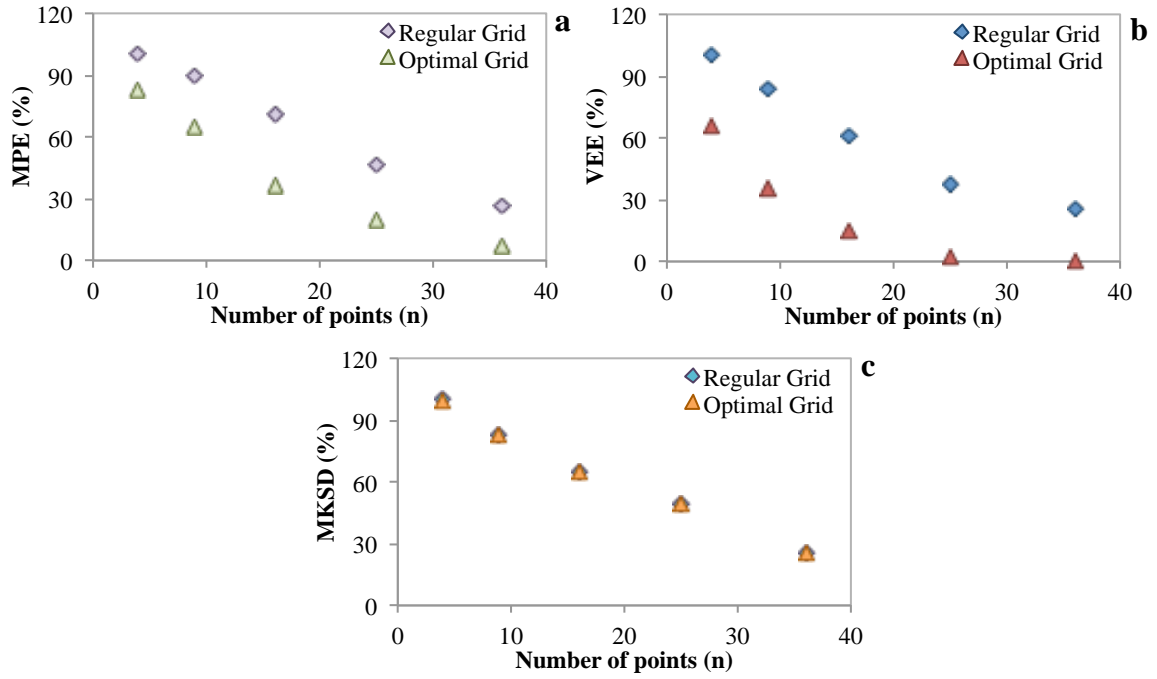 a
Regular Grid
Optimal Grid
MPE (%)
120
90
60
30
0
0 10 20 30 40
Number of points (n)
b
Regular Grid
Optimal Grid
VEE (%)
120
90
60
30
0
0 10 20 30 40
Number of points (n)
c
Regular Grid
Optimal Grid
MKSD (%)
120
90
60
30
0
0 10 20 30 40
Number of points (n)